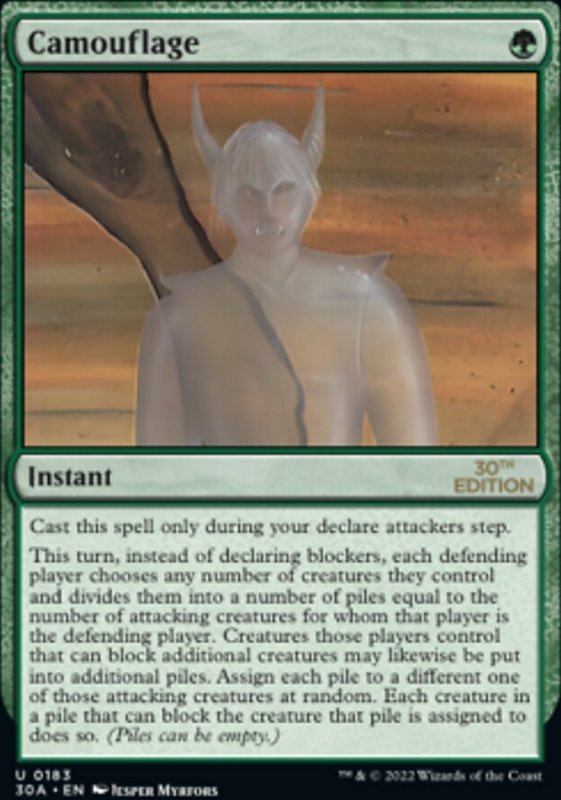 Camouflage
Instant
30TH
EDITION
Cast this spell only during your declare attackers step.
This turn, instead of declaring blockers, each defending
player chooses any number of creatures they control
and divides them into a number of piles equal to the
number of attacking creatures for whom that player is
the defending player. Creatures those players control
that can block additional creatures may likewise be put
into additional piles. Assign each pile to a different one
of those attacking creatures at random. Each creature in
a pile that can block the creature that pile is assigned to
does so. (Piles can be empty.)
U 0183
30A • EN Jesper Myrfors
™ & © 2022 Wizards of the Coast